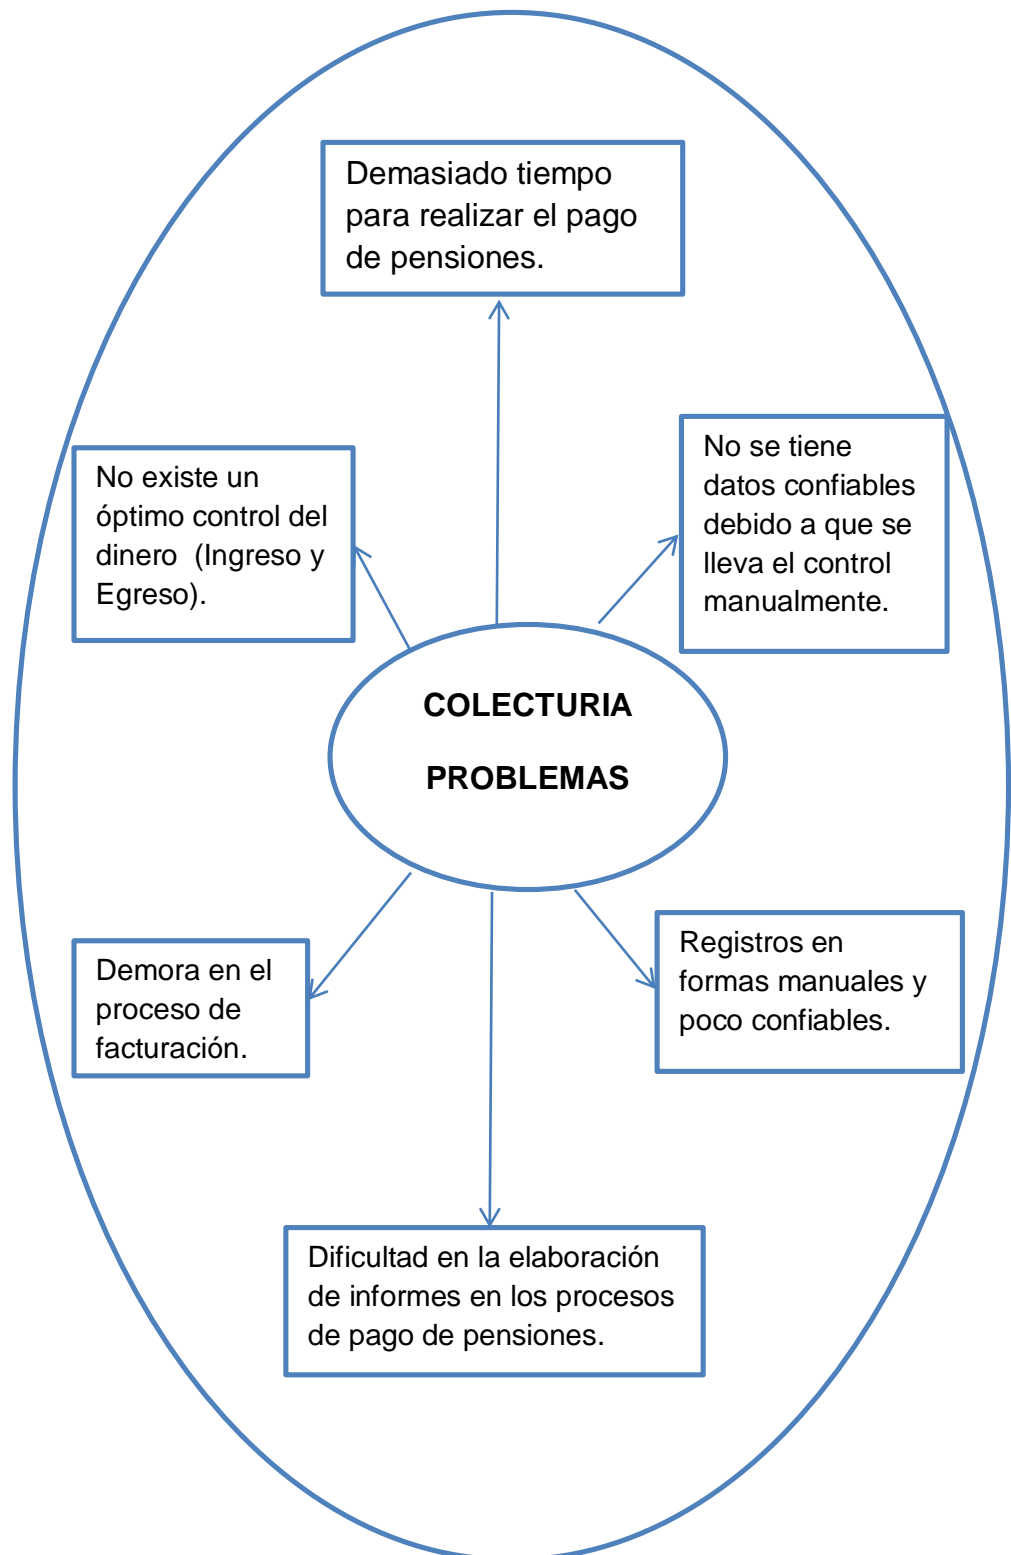 Demasiado tiempo
para realizar el pago
de pensiones.
No existe un
óptimo control del
dinero  (Ingreso y
Egreso).
No se tiene
datos confiables
debido a que se
lleva el control
manualmente.
COLECTURIA
PROBLEMAS
Demora en el
proceso de
facturación.
Registros en
formas manuales y
poco confiables.
Dificultad en la elaboración
de informes en los procesos
de pago de pensiones.